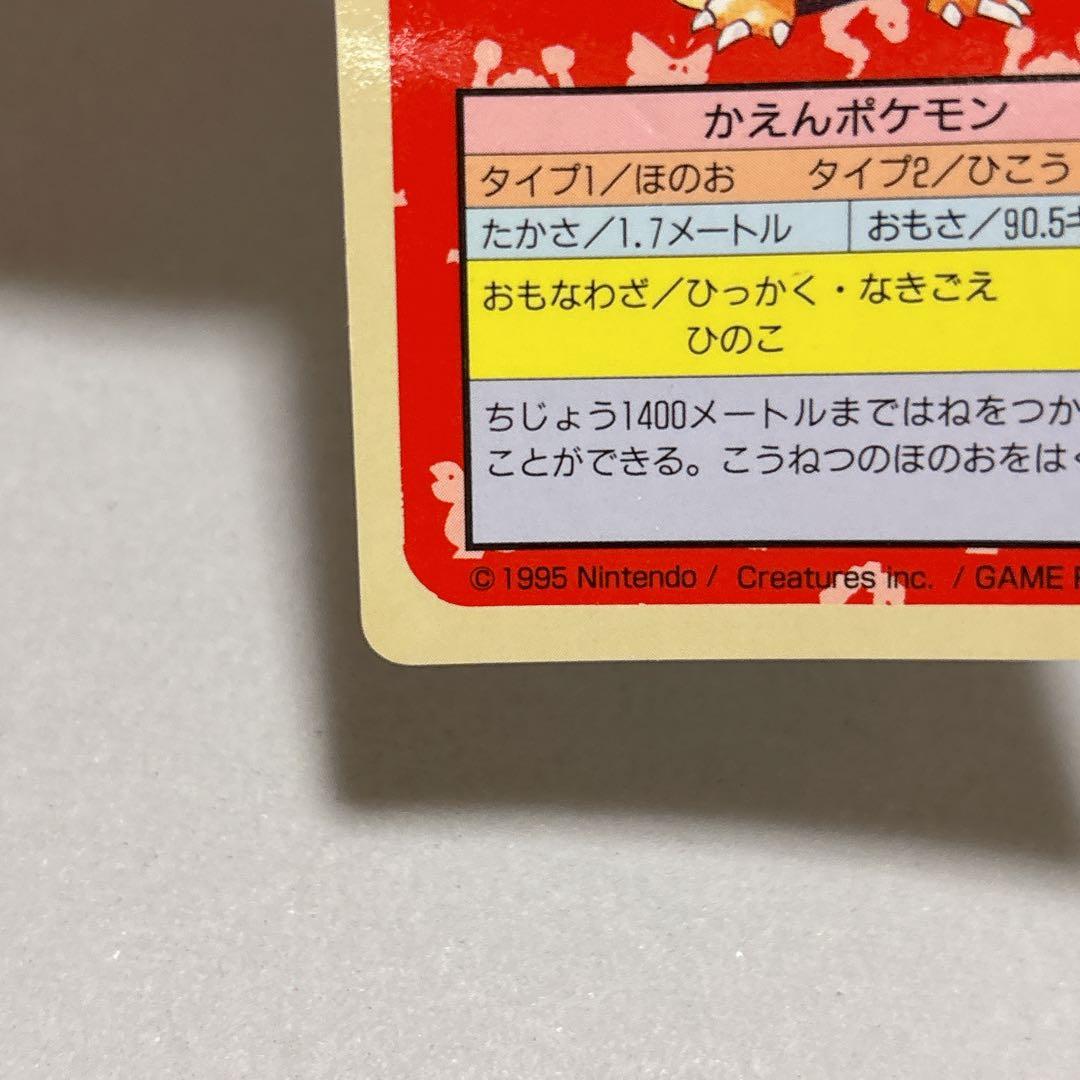 かえんポケモン
タイプ1/ほのお タイプ2/ひこう
たかさ/1.7メートル おもさ/90.5キ
おもなわざ/ひっかく・なきごえ
ひのこ
ちじょう1400メートルまではねをつか
ことができる。こうねつのほのおをはく
©1995 Nintendo / Creatures inc. / GAME F